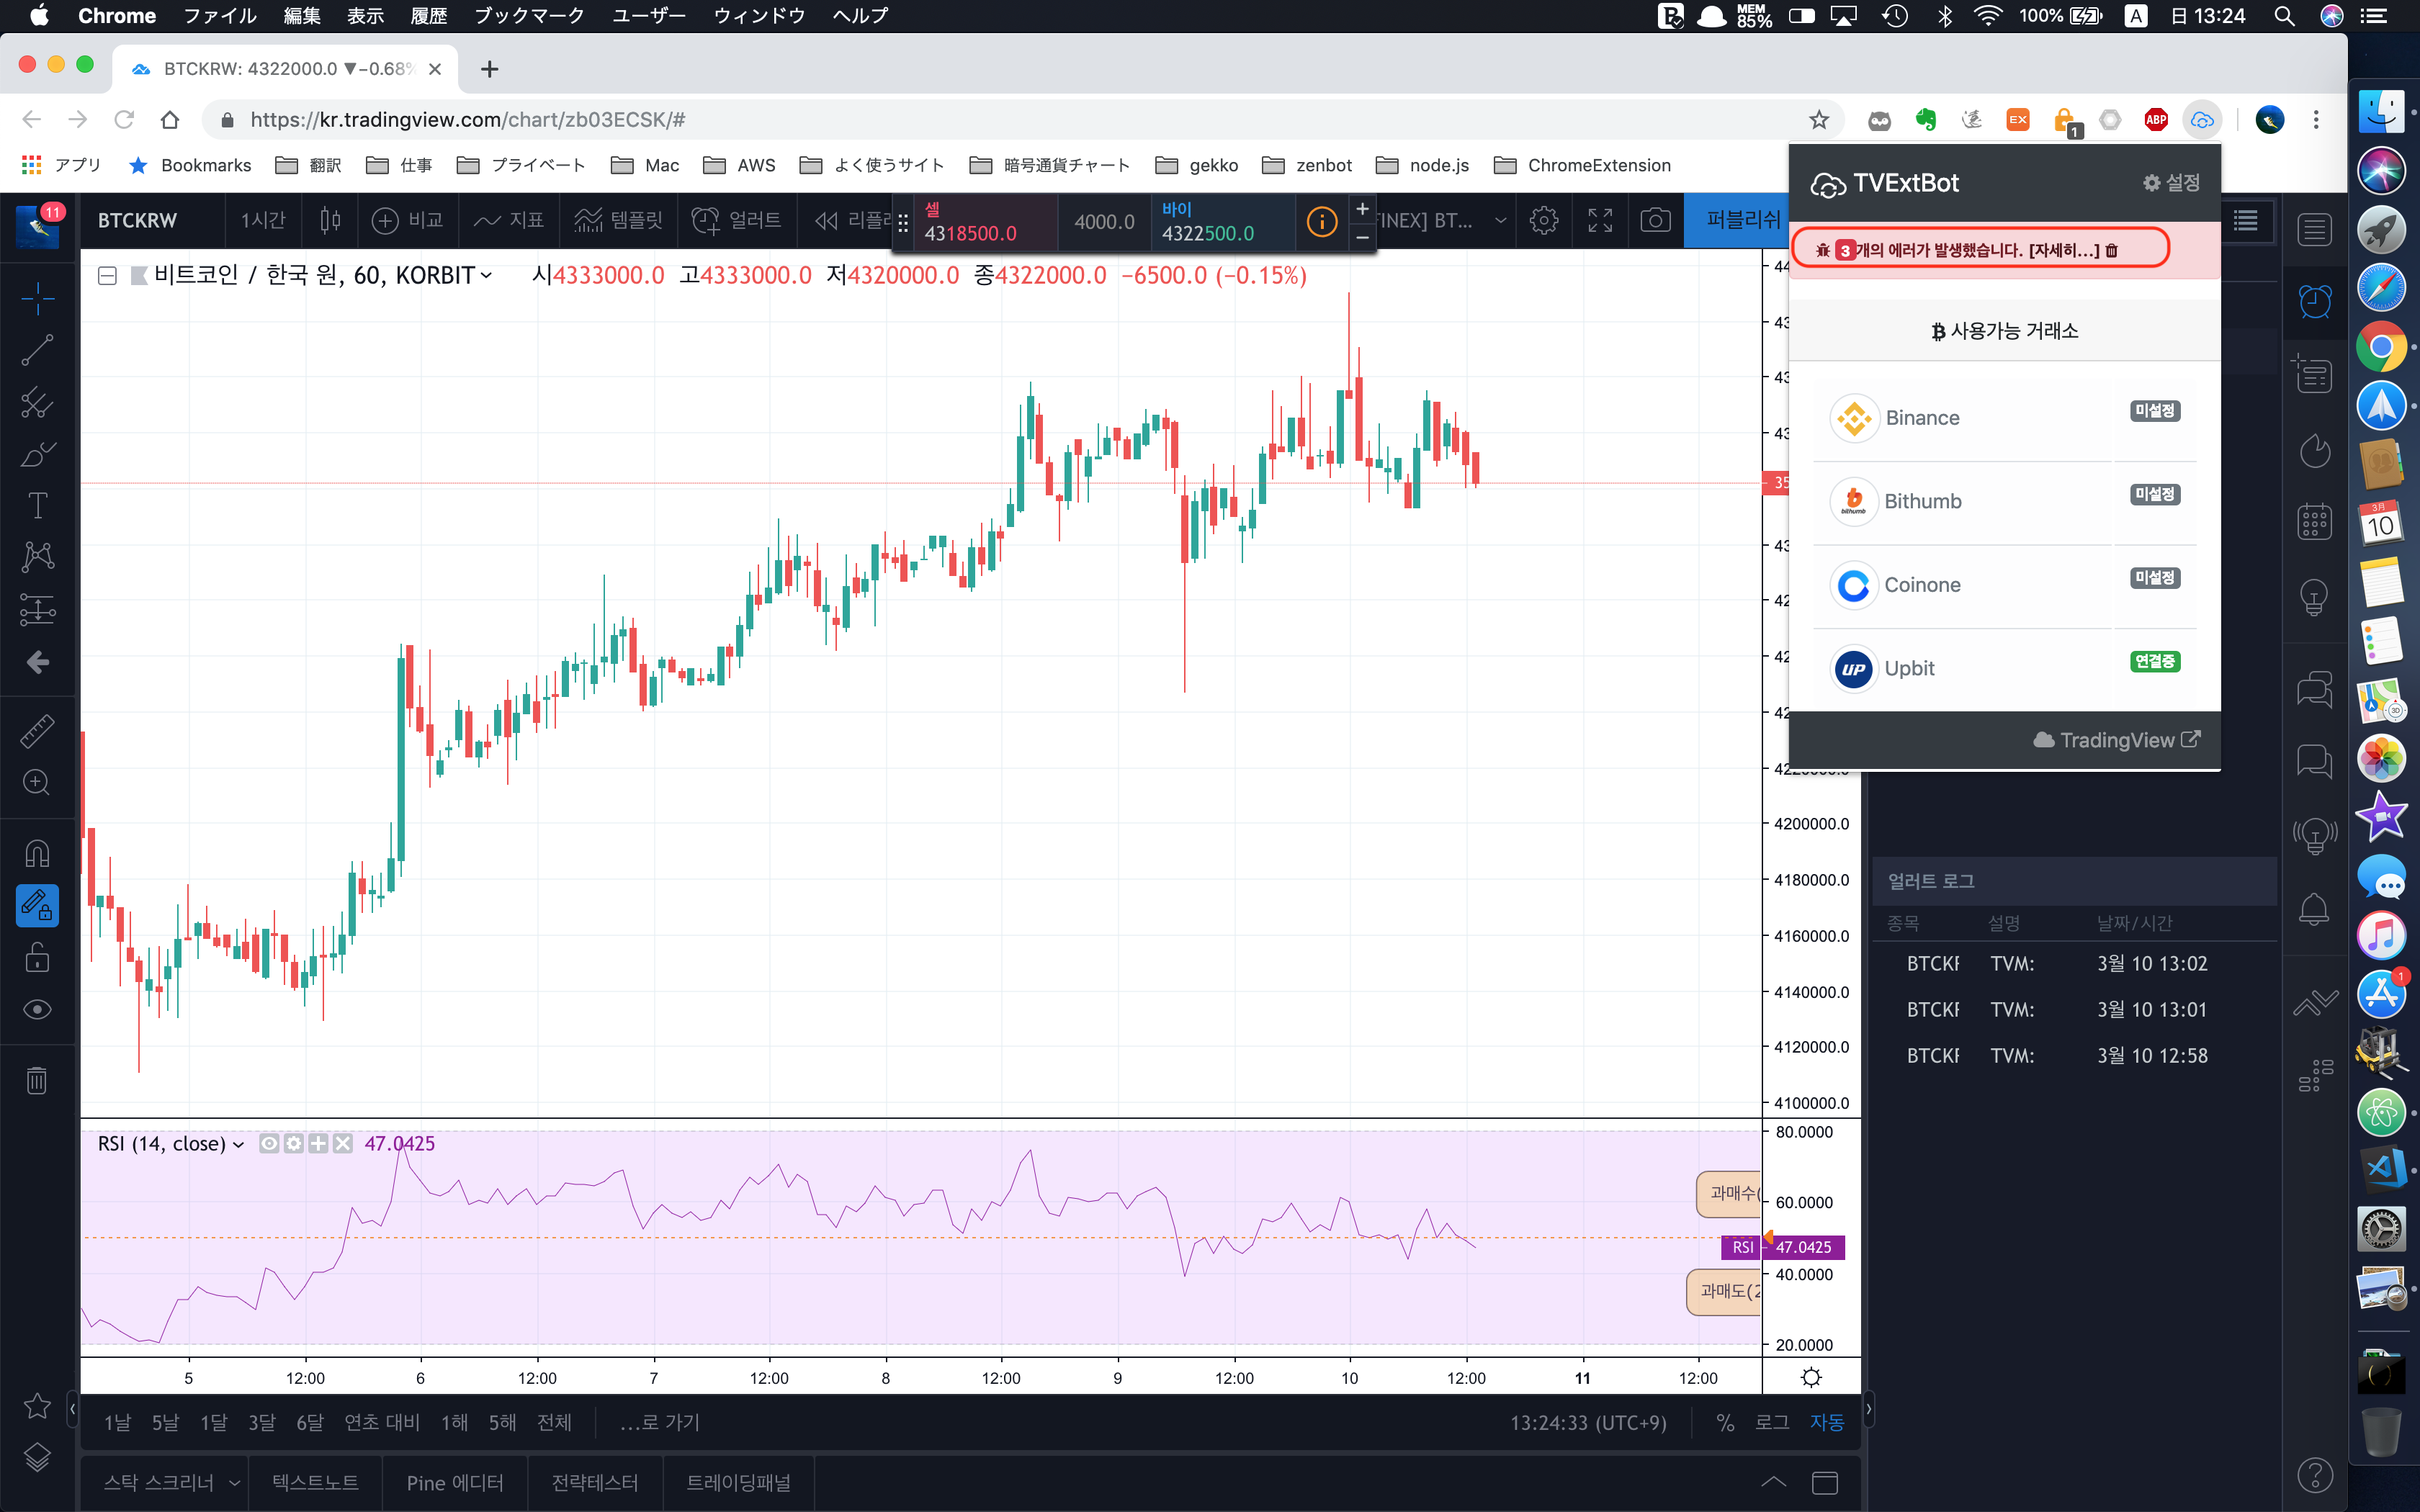 Chrome ファイル 編集 表示 履歴 ブックマーク ユーザー ウィンドウ ヘルプ
MEM 85% 100% A 日 13:24
BTCKRW: 4322000.0 ▼−0.68%
https://kr.tradingview.com/chart/zb03ECSK/#
EX 1 ABP
アプリ Bookmarks 翻訳 仕事 プライベート Mac AWS よく使うサイト 暗号通貨チャート gekko zenbot node.js ChromeExtension
11
BTCKRW 1시간 비교 지표 템플릿 얼러트 리플레
셀 4318500.0
4000.0
바이 4322500.0
FINEX] BT...
퍼블리쉬
비트코인 / 한국 원, 60, KORBIT 시4333000.0 고4333000.0 저4320000.0 종4322000.0 −6500.0 (−0.15%)
TVExtBot 설정
3개의 에러가 발생했습니다. [자세히...]
사용가능 거래소
Binance 미설정
bithumb Bithumb 미설정
Coinone 미설정
UP Upbit 연결중
TradingView
4200000.0
4180000.0
4160000.0
4140000.0
4120000.0
4100000.0
얼러트 로그
종목 설명 날짜/시간
BTCKF TVM: 3월 10 13:02
BTCKF TVM: 3월 10 13:01
BTCKF TVM: 3월 10 12:58
RSI (14, close) 47.0425
80.0000
과매수(
60.0000
RSI 47.0425
40.0000
과매도(2
20.0000
5 12:00 6 12:00 7 12:00 8 12:00 9 12:00 10 12:00 11 12:00
1날 5날 1달 3달 6달 연초 대비 1해 5해 전체 ...로 가기
13:24:33 (UTC+9) % 로그 자동
스탁 스크리너 텍스트노트 Pine 에디터 전략테스터 트레이딩패널
3月
10
3D
1